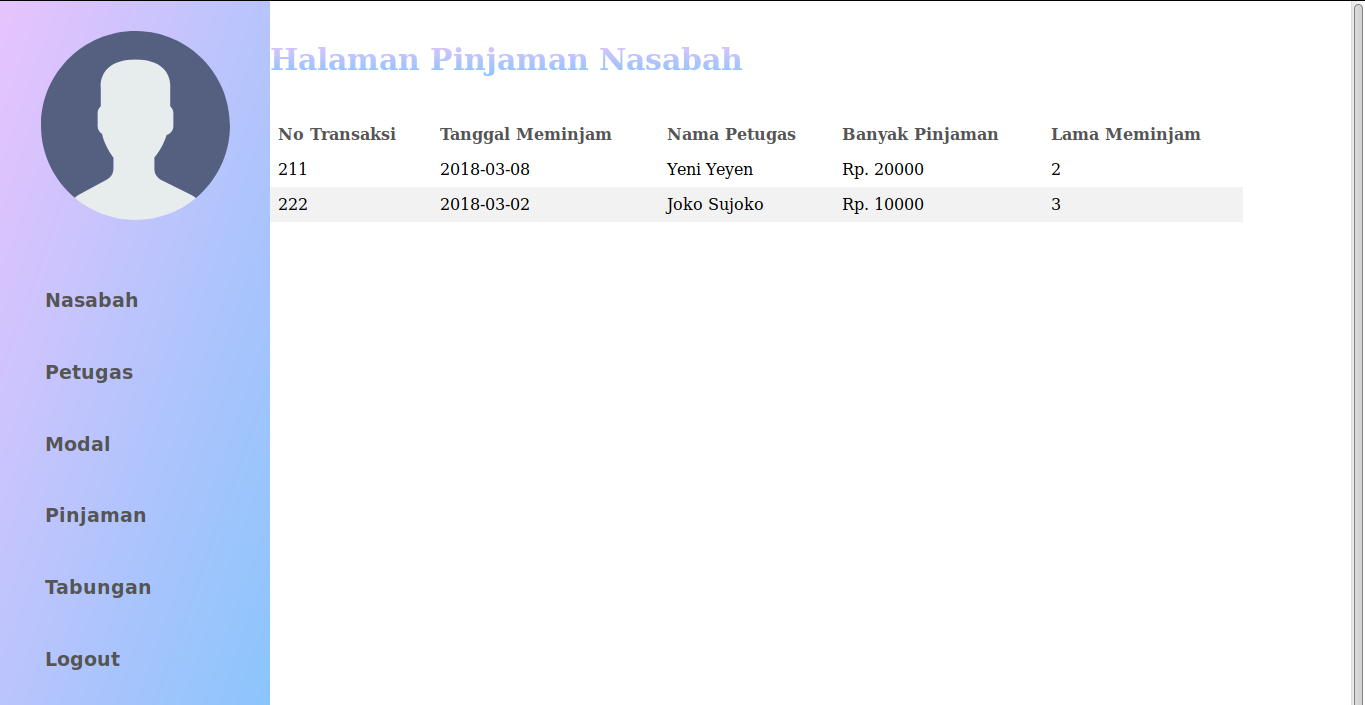 Halaman Pinjaman Nasabah
No Transaksi Tanggal Meminjam Nama Petugas Banyak Pinjaman Lama Meminjam
211 2018-03-08 Yeni Yeyen Rp. 20000 2
222 2018-03-02 Joko Sujoko Rp. 10000 3
Nasabah
Petugas
Modal
Pinjaman
Tabungan
Logout